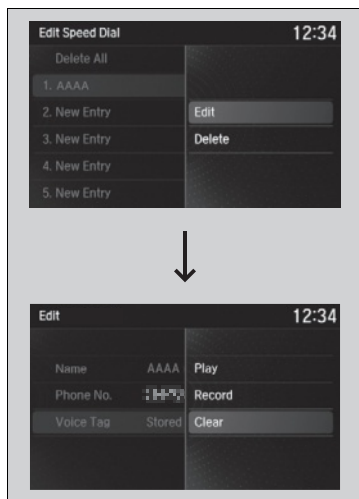 Edit Speed Dial 12:34
Delete All
1. AAAA
2. New Entry Edit
3. New Entry Delete
4. New Entry
5. New Entry
Edit 12:34
Name AAAA Play
Phone No. Record
Voice Tag Stored Clear